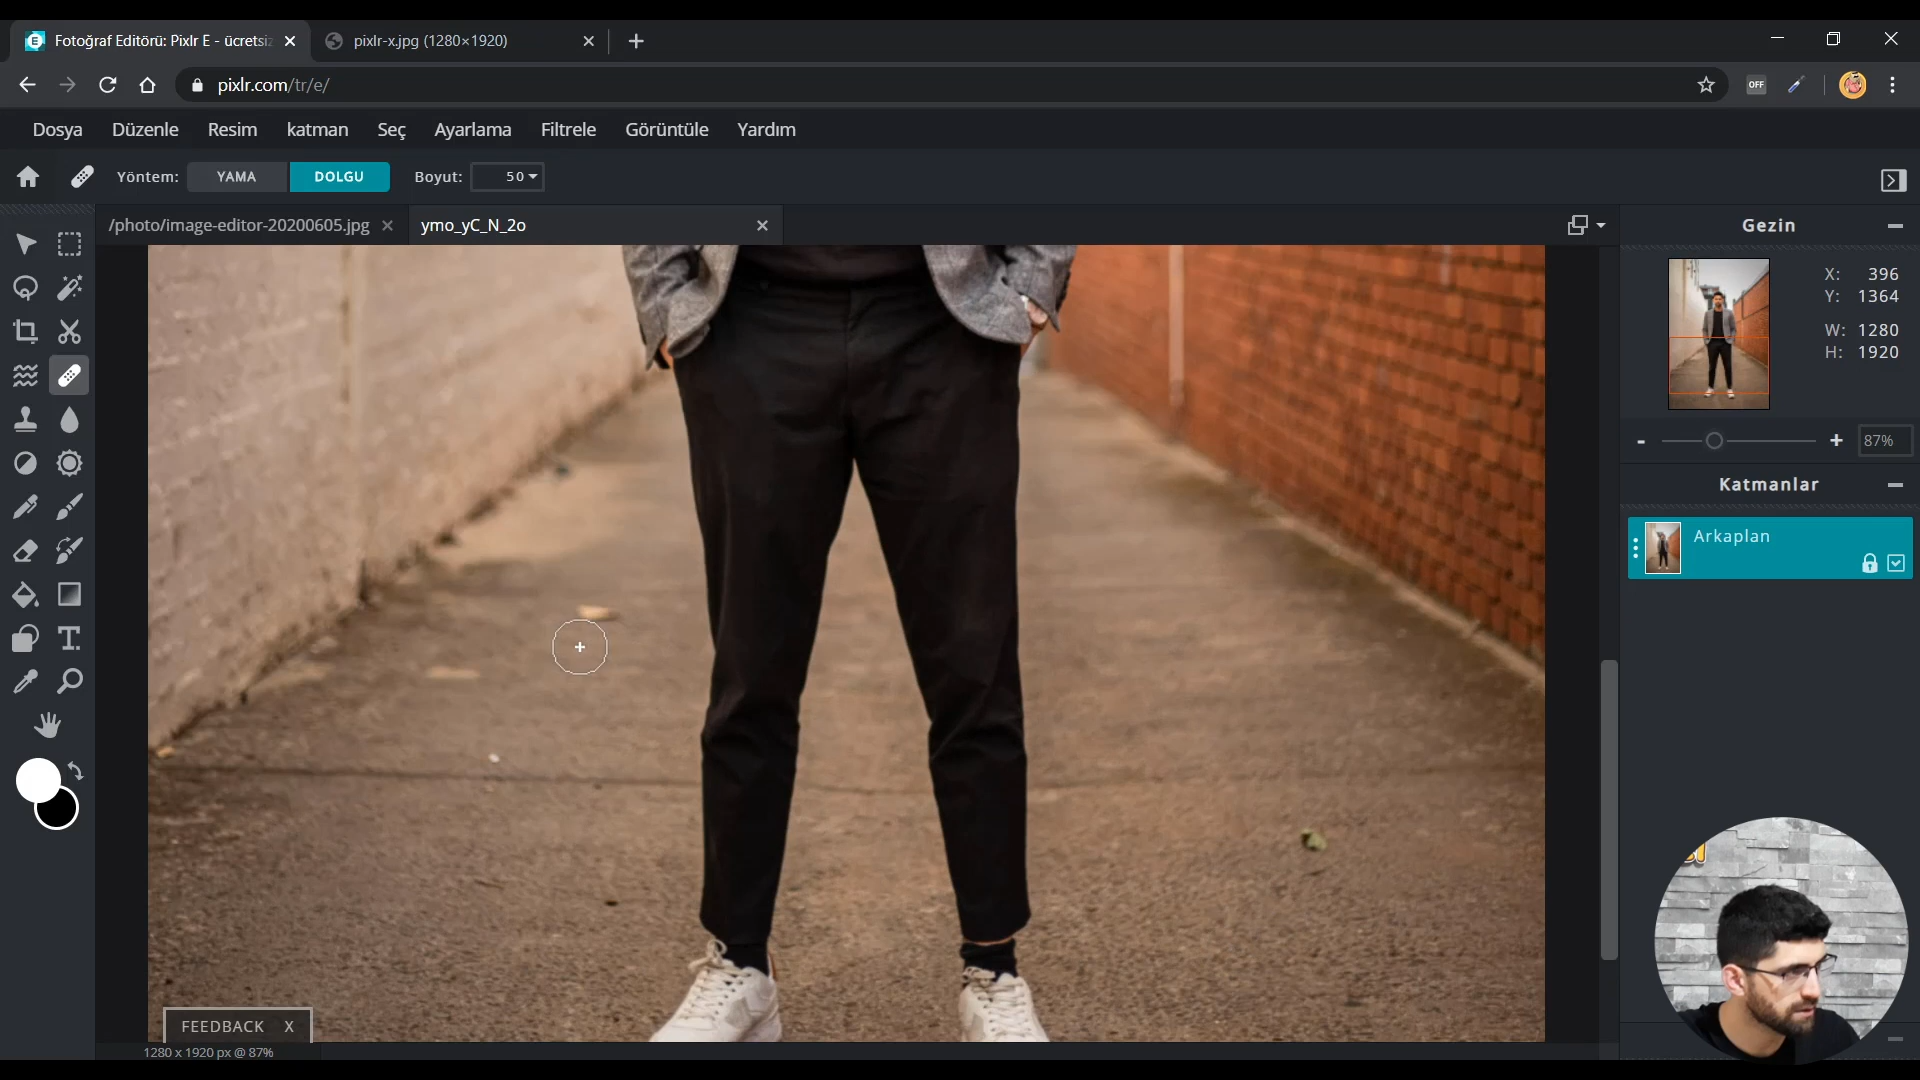 Fotoğraf Editörü: Pixlr E - ücretsiz
pixlr-x.jpg (1280×1920)
pixlr.com/tr/e/
OFF
Dosya Düzenle Resim katman Seç Ayarlama Filtrele Görüntüle Yardım
Yöntem: YAMA DOLGU Boyut: 50
/photo/image-editor-20200605.jpg
ymo_yC_N_2o
Gezin
X: 396
Y: 1364
W: 1280
H: 1920
87%
Katmanlar
Arkaplan
FEEDBACK X
1280 x 1920 px @ 87%